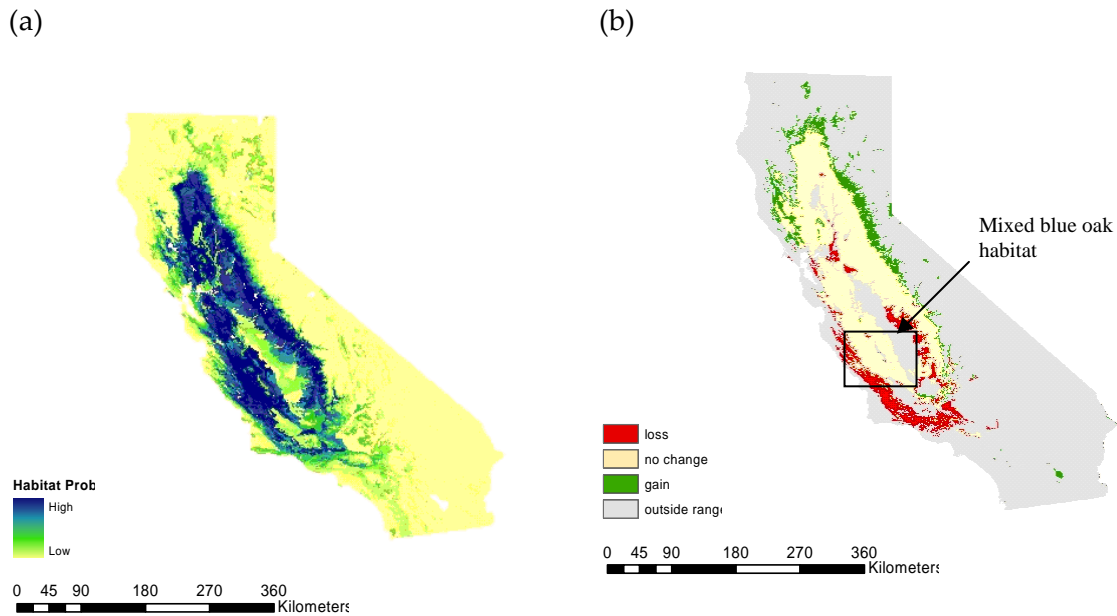 (a)
Habitat Prob
High
Low
0 45 90 180 270 360
Kilometers
(b)
Mixed blue oak
habitat
loss
no change
gain
outside range
0 45 90 180 270 360
Kilometers